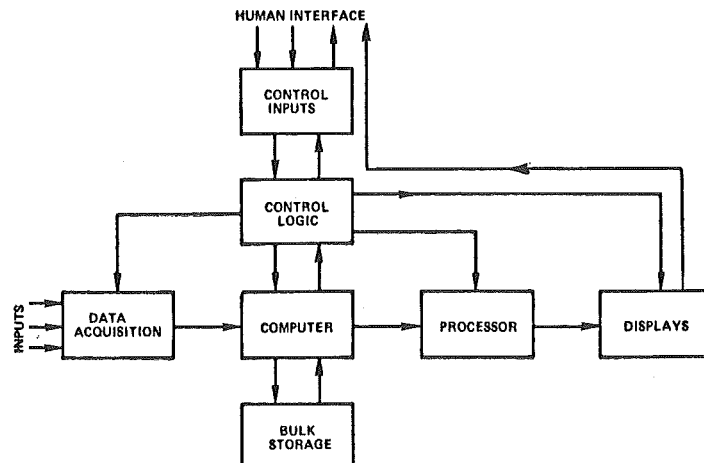 HUMAN INTERFACE
CONTROL
INPUTS
CONTROL
LOGIC
INPUTS
DATA
ACQUISITION
COMPUTER
PROCESSOR
DISPLAYS
BULK
STORAGE